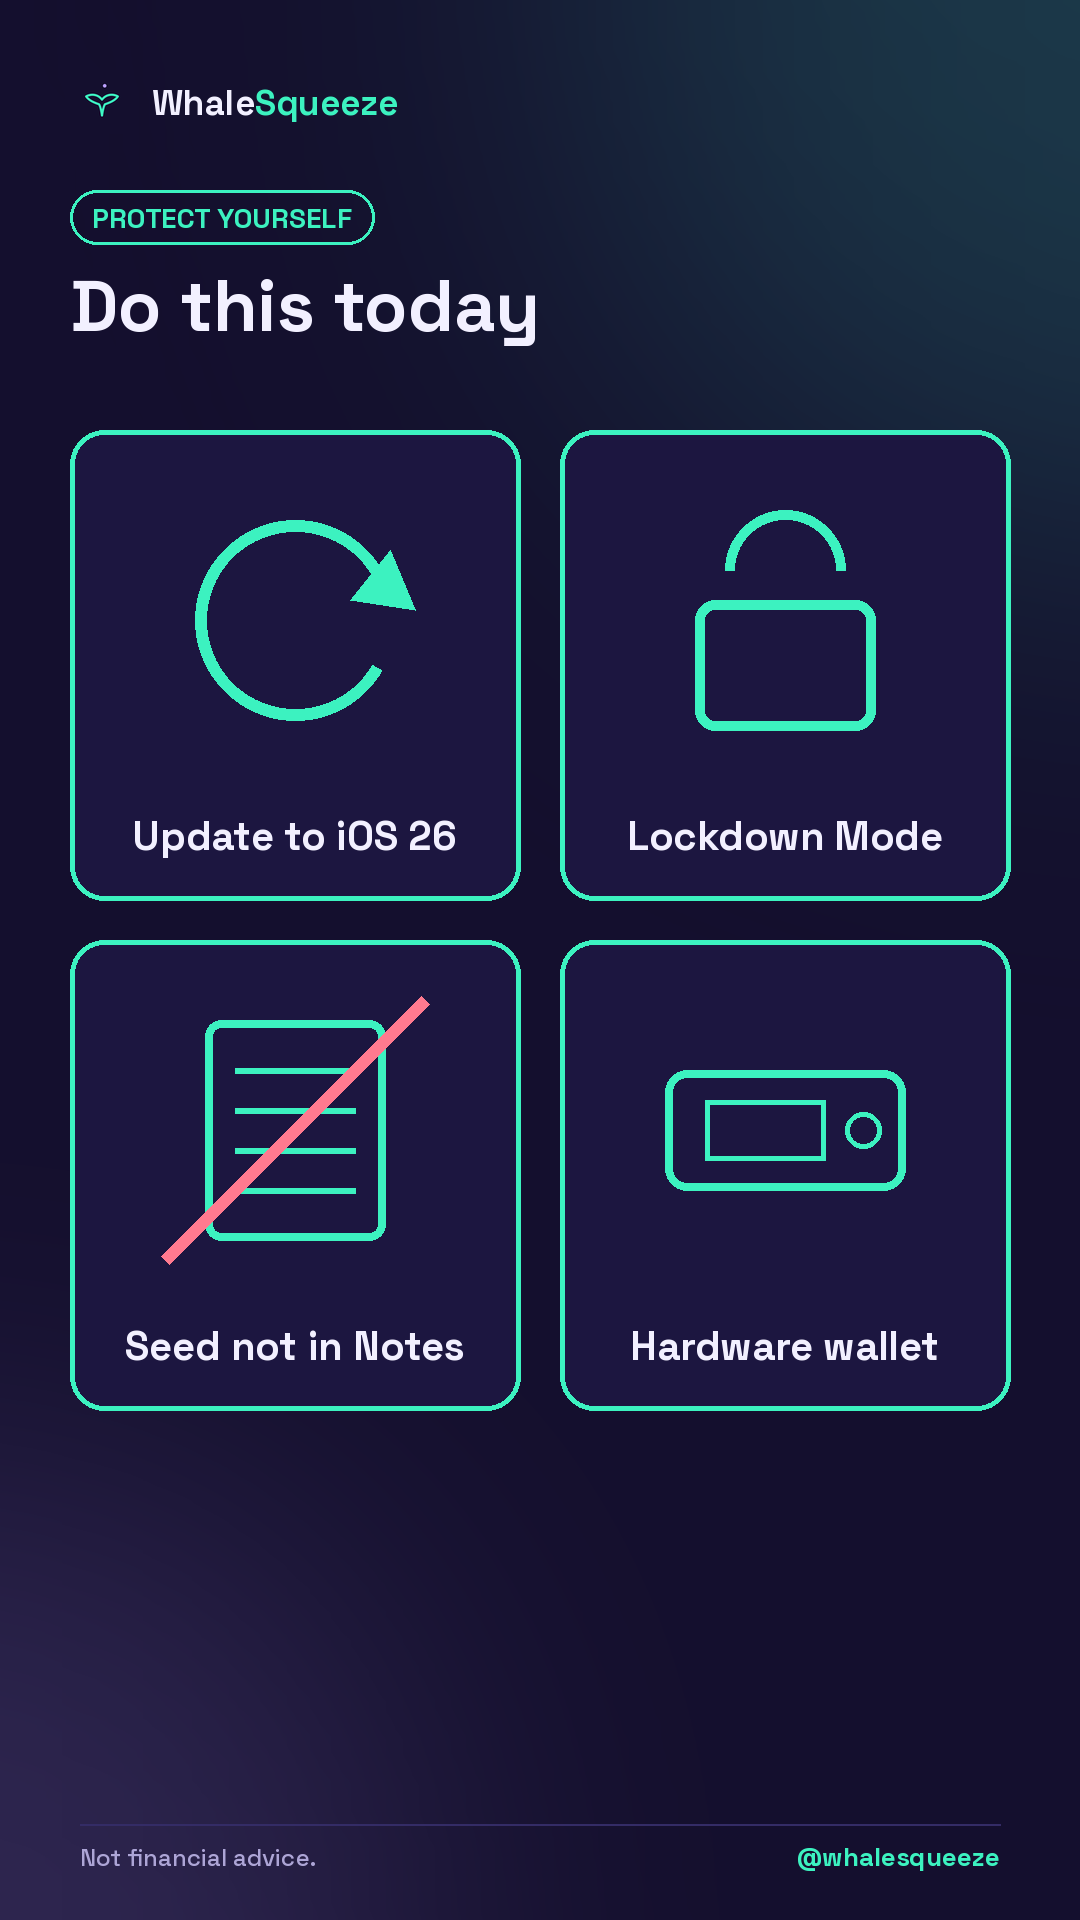 WhaleSqueeze
PROTECT YOURSELF
Do this today
Update to iOS 26
Lockdown Mode
Seed not in Notes
Hardware wallet
Not financial advice.
@whalesqueeze